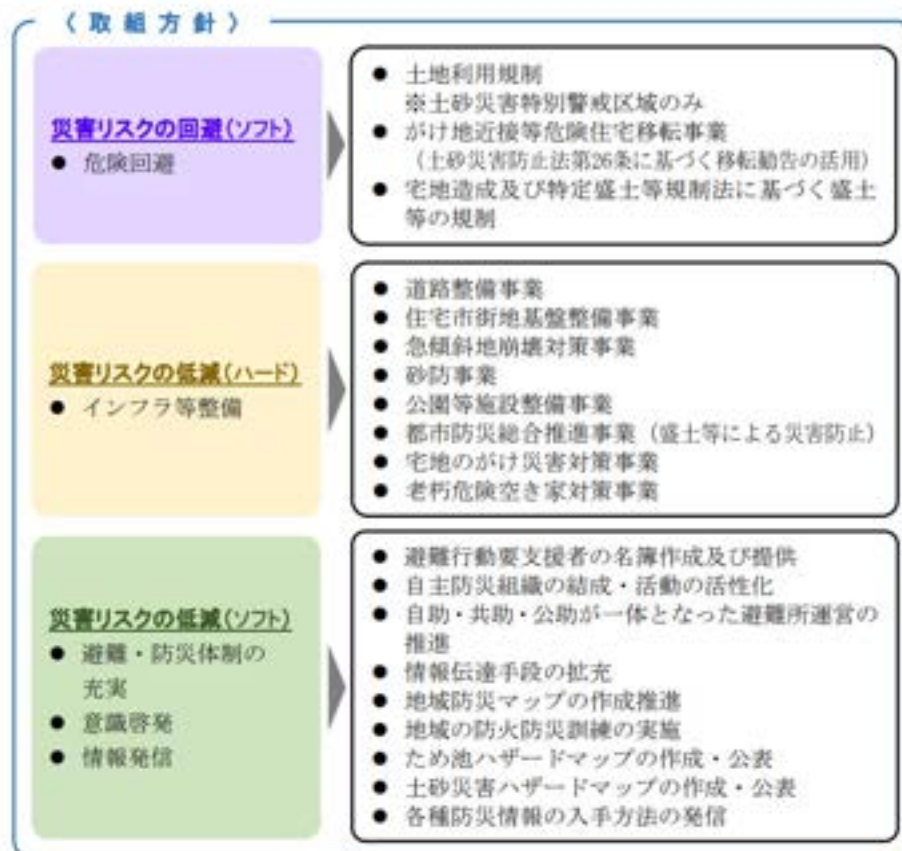 〈取組方針〉
災害リスクの回避(ソフト)
● 危険回避
● 土地利用規制
※土砂災害特別警戒区域のみ
● がけ地近接等危険住宅移転事業
（土砂災害防止法第26条に基づく移転勧告の活用）
● 宅地造成及び特定盛土等規制法に基づく盛土
等の規制
災害リスクの低減(ハード)
● インフラ等整備
● 道路整備事業
● 住宅市街地基盤整備事業
● 急傾斜地崩壊対策事業
● 砂防事業
● 公園等施設整備事業
● 都市防災総合推進事業（盛土等による災害防止）
● 宅地のがけ災害対策事業
● 老朽危険空き家対策事業
災害リスクの低減(ソフト)
● 避難・防災体制の
充実
● 意識啓発
● 情報発信
● 避難行動要支援者の名簿作成及び提供
● 自主防災組織の結成・活動の活性化
● 自助・共助・公助が一体となった避難所運営の
推進
● 情報伝達手段の拡充
● 地域防災マップの作成推進
● 地域の防火防災訓練の実施
● ため池ハザードマップの作成・公表
● 土砂災害ハザードマップの作成・公表
● 各種防災情報の入手方法の発信